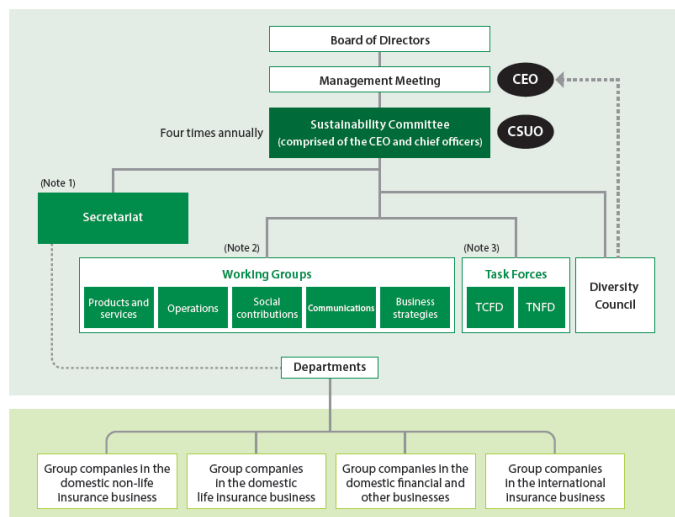 Board of Directors
Management Meeting
CEO
Four times annually
Sustainability Committee
(comprised of the CEO and chief officers)
CSUO
(Note 1)
Secretariat
(Note 2)
Working Groups
Products and
services
Operations
Social
contributions
Communications
Business
strategies
(Note 3)
Task Forces
TCFD
TNFD
Diversity
Council
Departments
Group companies in the
domestic non-life
insurance business
Group companies
in the domestic
life insurance business
Group companies in the
domestic financial and
other businesses
Group companies
in the international
insurance business